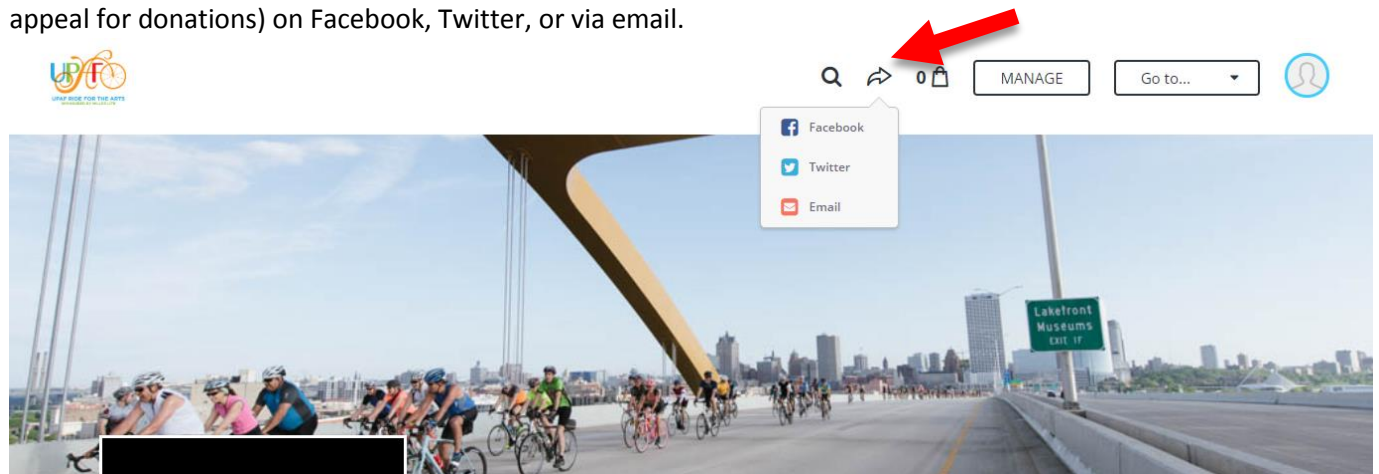 appeal for donations) on Facebook, Twitter, or via email.
UPAF
UPAF RIDE FOR THE ARTS
0 MANAGE Go to...
Facebook
Twitter
Email
Lakefront
Museums
EXIT 1F